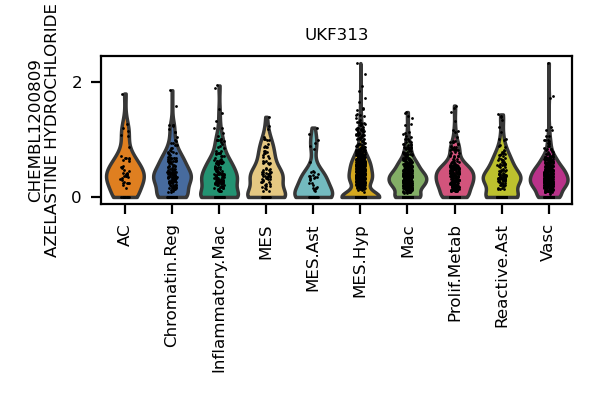 UKF313
CHEMBL1200809
AZELASTINE HYDROCHLORIDE
2
0
AC
Chromatin.Reg
Inflammatory.Mac
MES
MES.Ast
MES.Hyp
Mac
Prolif.Metab
Reactive.Ast
Vasc